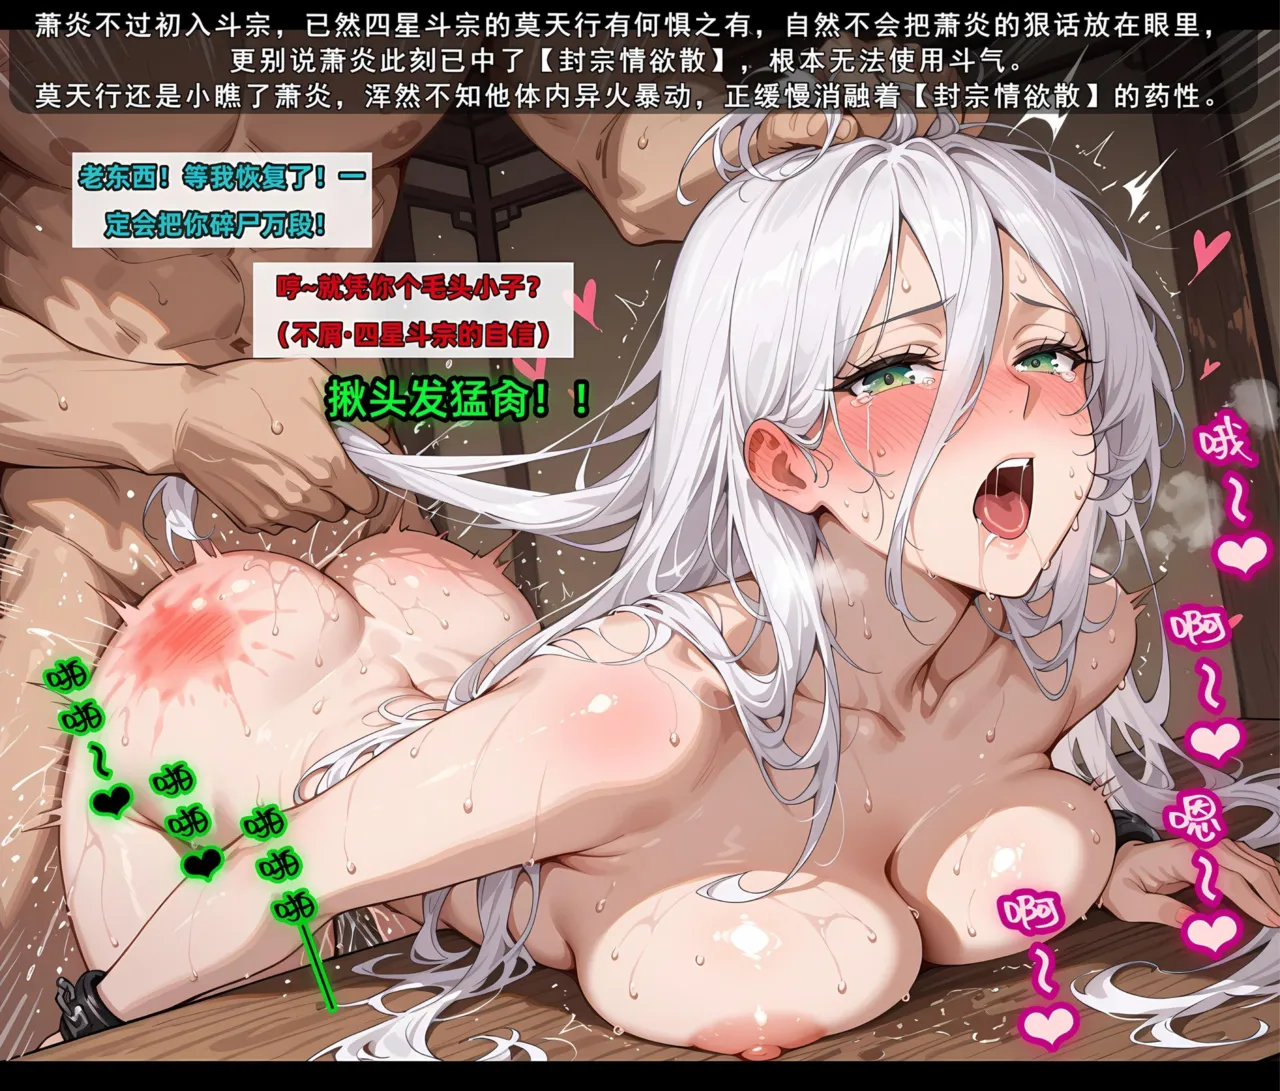 萧炎不过初入斗宗，已然四星斗宗的莫天行有何惧之有，自然不会把萧炎的狠话放在眼里，
更别说萧炎此刻已中了【封宗情欲散】，根本无法使用斗气。
莫天行还是小瞧了萧炎，浑然不知他体内异火暴动，正缓慢消融着【封宗情欲散】的药性。
老东西！等我恢复了！一
定会把你碎尸万段！
哼~就凭你个毛头小子？
（不屑·四星斗宗的自信）
揪头发猛肏！！
哦~♥
啊~♥
嗯~♥
啊~♥
啪啪~♥
啪啪♥
啪啪啪——